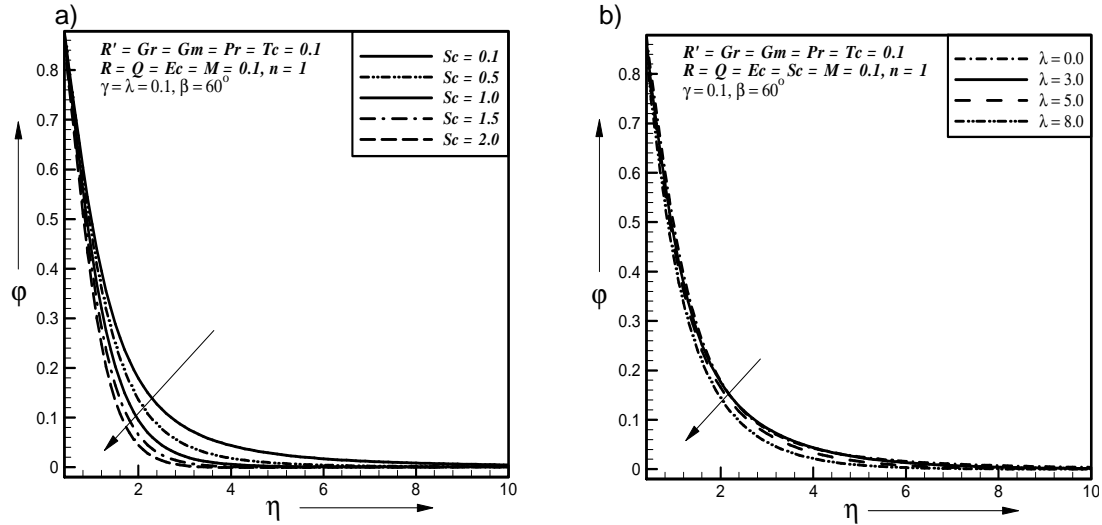 a)
R' = Gr = Gm = Pr = Tc = 0.1
R = Q = Ec = M = 0.1, n = 1
γ = λ = 0.1, β = 60°
Sc = 0.1
Sc = 0.5
Sc = 1.0
Sc = 1.5
Sc = 2.0
0.8
0.7
0.6
0.5
0.4
φ
0.3
0.2
0.1
0
2
4
6
8
10
η
b)
R' = Gr = Gm = Pr = Tc = 0.1
R = Q = Ec = Sc = M = 0.1, n = 1
γ = 0.1, β = 60°
λ = 0.0
λ = 3.0
λ = 5.0
λ = 8.0
0.8
0.7
0.6
0.5
0.4
φ
0.3
0.2
0.1
0
2
4
6
8
10
η